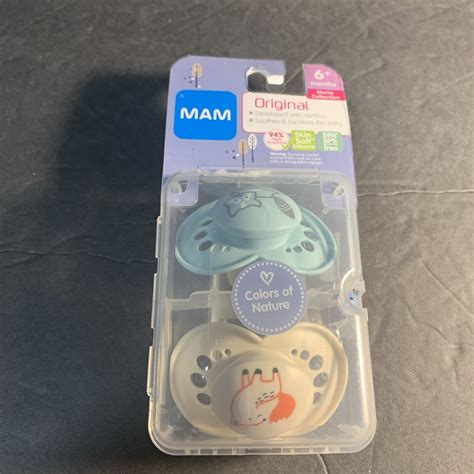 MAM
6+
months
Original
Developed with dentists
Soothes & comforts the baby
94%
Skin
Soft
Silicone
BPA
free
Colors of
Nature